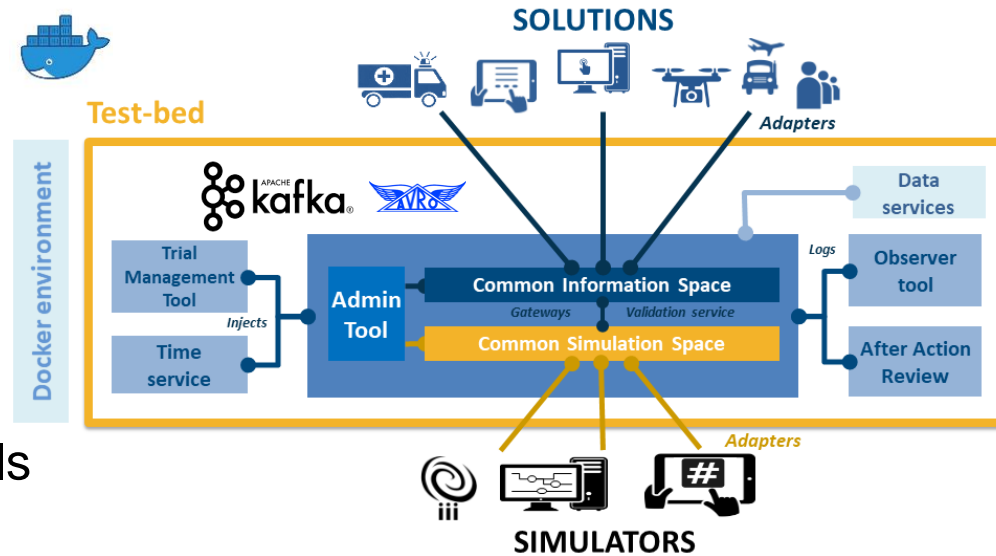 SOLUTIONS
Test-bed
Adapters
Docker environment
APACHE
kafka®
AVRO
Data
services
Trial
Management
Tool
Injects
Time
service
Admin
Tool
Common Information Space
Gateways
Validation service
Common Simulation Space
Logs
Observer
tool
After Action
Review
Adapters
ls
#
iii
SIMULATORS